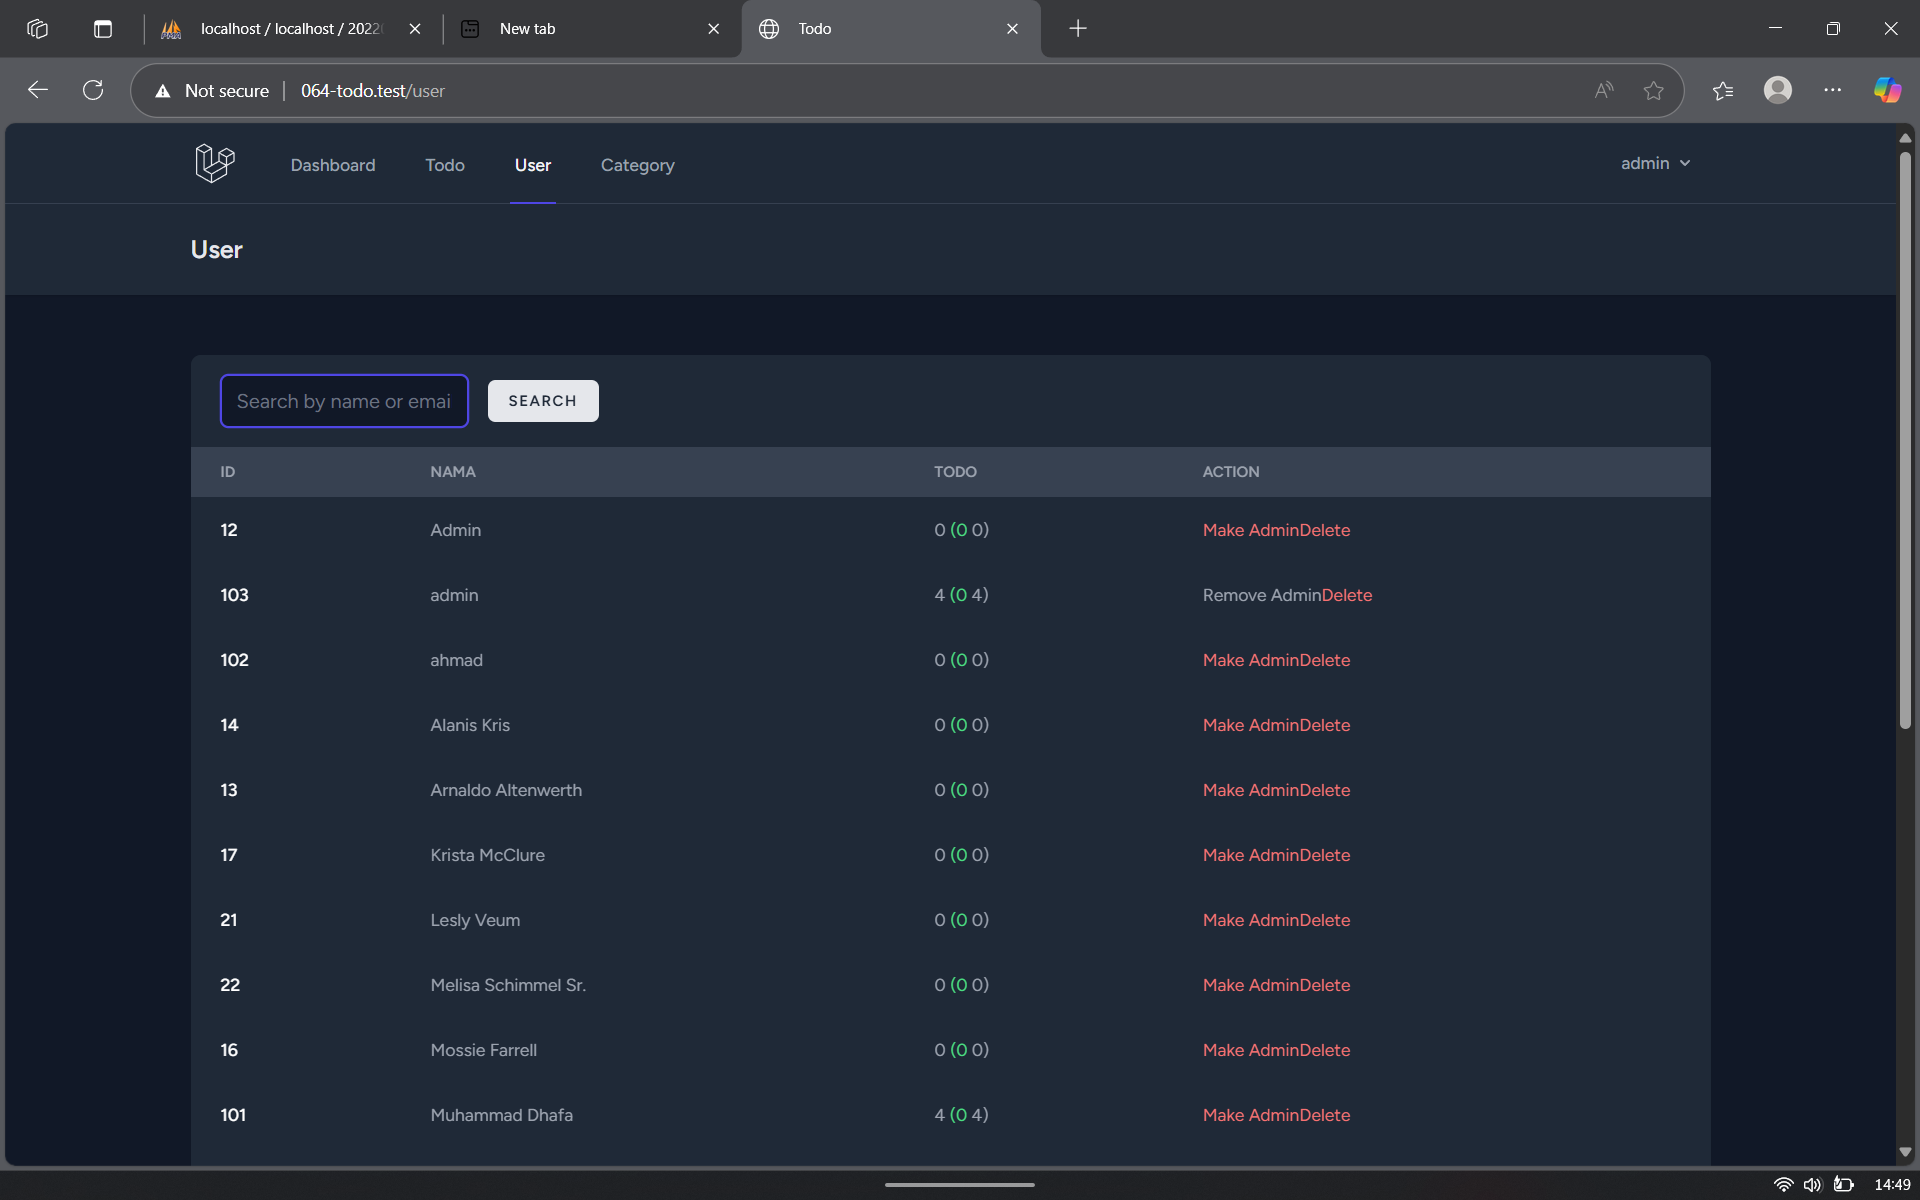 localhost / localhost / 2022
New tab
Todo
Not secure
064-todo.test/user
Dashboard
Todo
User
Category
admin
User
Search by name or emai
SEARCH
ID NAMA TODO ACTION
12 Admin 0 (0 0) Make AdminDelete
103 admin 4 (0 4) Remove AdminDelete
102 ahmad 0 (0 0) Make AdminDelete
14 Alanis Kris 0 (0 0) Make AdminDelete
13 Arnaldo Altenwerth 0 (0 0) Make AdminDelete
17 Krista McClure 0 (0 0) Make AdminDelete
21 Lesly Veum 0 (0 0) Make AdminDelete
22 Melisa Schimmel Sr. 0 (0 0) Make AdminDelete
16 Mossie Farrell 0 (0 0) Make AdminDelete
101 Muhammad Dhafa 4 (0 4) Make AdminDelete
14:49